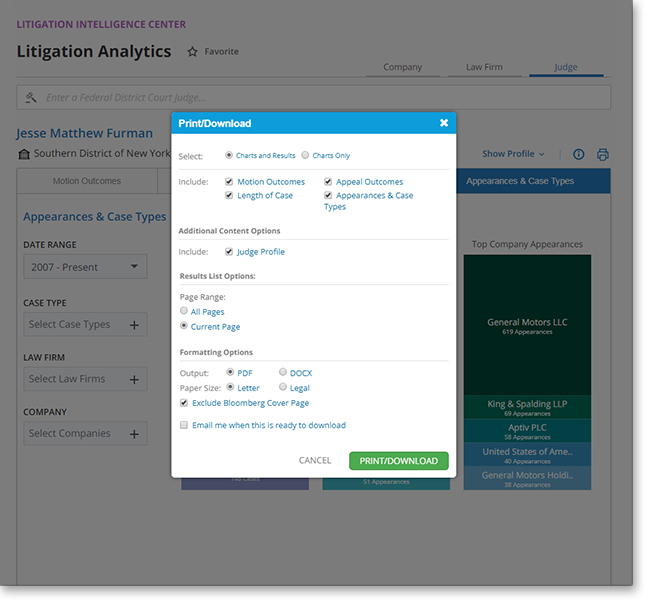 LITIGATION INTELLIGENCE CENTER
Litigation Analytics
Favorite
Company
Law Firm
Judge
Enter a Federal District Court Judge...
Jesse Matthew Furman
Southern District of New York
Show Profile
Motion Outcomes
Appearances & Case Types
Appearances & Case Types
DATE RANGE
2007 - Present
CASE TYPE
Select Case Types
LAW FIRM
Select Law Firms
COMPANY
Select Companies
Print/Download
Select:
Charts and Results
Charts Only
Include:
Motion Outcomes
Appeal Outcomes
Length of Case
Appearances & Case
Types
Additional Content Options
Include:
Judge Profile
Results List Options:
Page Range:
All Pages
Current Page
Formatting Options
Output:
PDF
DOCX
Paper Size:
Letter
Legal
Exclude Bloomberg Cover Page
Email me when this is ready to download
CANCEL
PRINT/DOWNLOAD
51 Appearances
Top Company Appearances
General Motors LLC
619 Appearances
King & Spalding LLP
69 Appearances
Aptiv PLC
58 Appearances
United States of Ame..
40 Appearances
General Motors Holdi..
38 Appearances